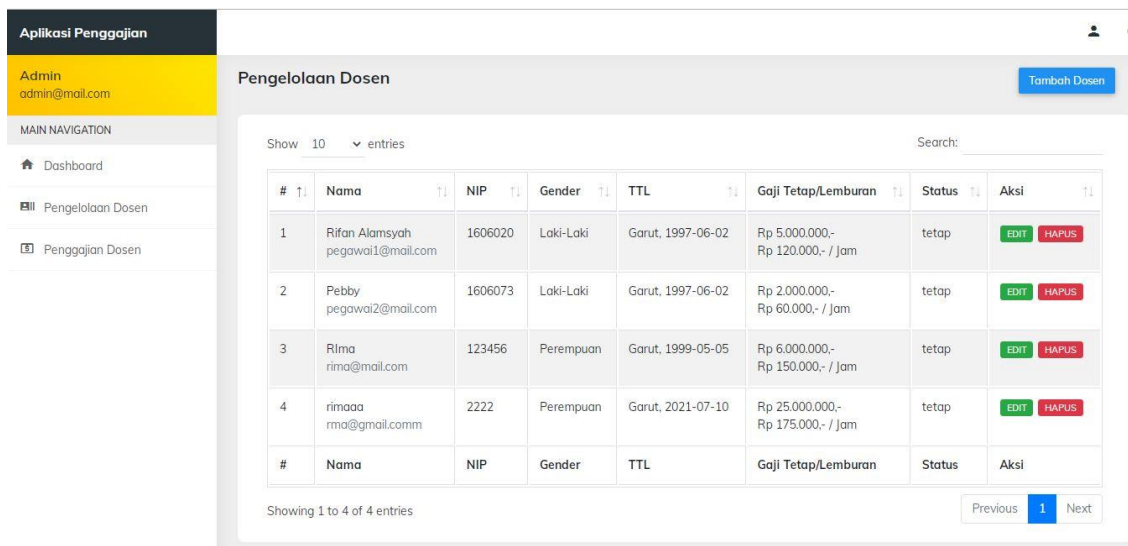 Aplikasi Penggajian
Admin
admin@mail.com
MAIN NAVIGATION
Dashboard
Pengelolaan Dosen
Penggajian Dosen
Pengelolaan Dosen
Tambah Dosen
Show 10 entries
Search:
# Nama NIP Gender TTL Gaji Tetap/Lemburan Status Aksi
1 Rifan Alamsyah 1606020 Laki-Laki Garut, 1997-06-02 Rp 5.000.000,- tetap EDIT HAPUS
pegawai1@mail.com Rp 120.000,- / Jam
2 Pebby 1606073 Laki-Laki Garut, 1997-06-02 Rp 2.000.000,- tetap EDIT HAPUS
pegawai2@mail.com Rp 60.000,- / Jam
3 RIma 123456 Perempuan Garut, 1999-05-05 Rp 6.000.000,- tetap EDIT HAPUS
rima@mail.com Rp 150.000,- / Jam
4 rimaaa 2222 Perempuan Garut, 2021-07-10 Rp 25.000.000,- tetap EDIT HAPUS
rma@gmail.comm Rp 175.000,- / Jam
# Nama NIP Gender TTL Gaji Tetap/Lemburan Status Aksi
Showing 1 to 4 of 4 entries
Previous 1 Next